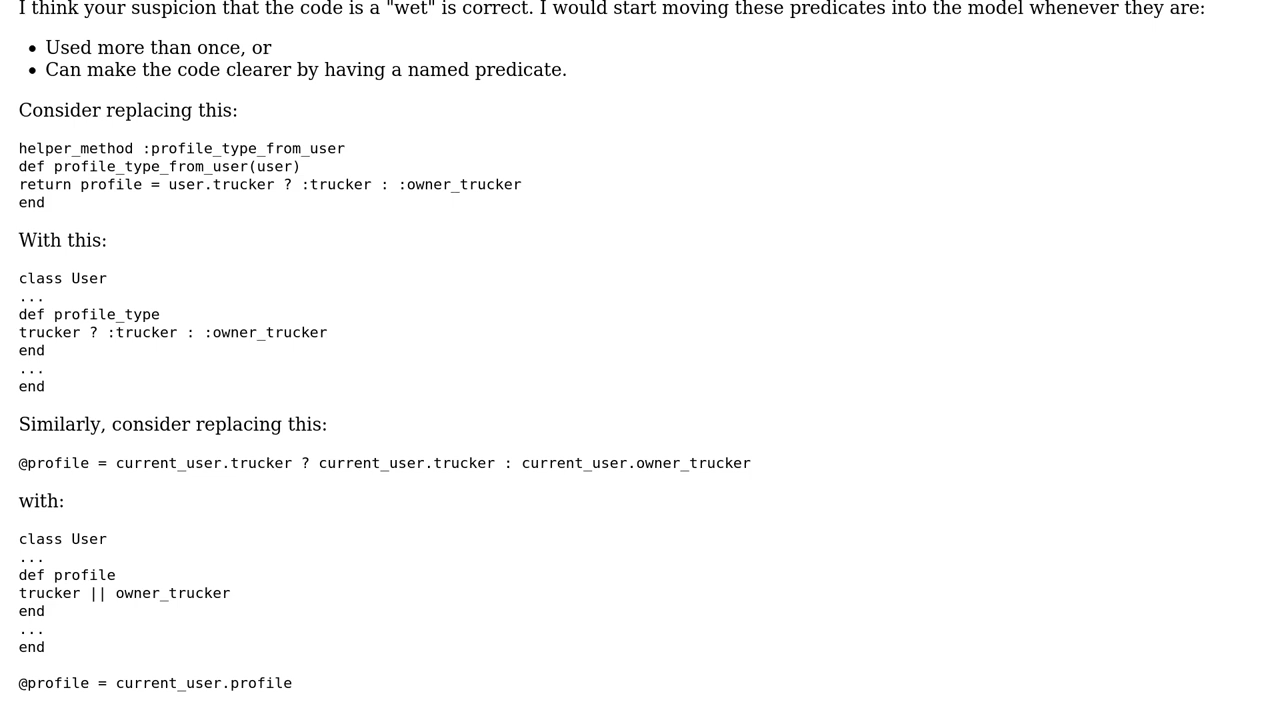 I think your suspicion that the code is a "wet" is correct. I would start moving these predicates into the model whenever they are:
• Used more than once, or
• Can make the code clearer by having a named predicate.
Consider replacing this:
helper_method :profile_type_from_user
def profile_type_from_user(user)
return profile = user.trucker ? :trucker : :owner_trucker
end
With this:
class User
...
def profile_type
trucker ? :trucker : :owner_trucker
end
...
end
Similarly, consider replacing this:
@profile = current_user.trucker ? current_user.trucker : current_user.owner_trucker
with:
class User
...
def profile
trucker || owner_trucker
end
...
end
@profile = current_user.profile